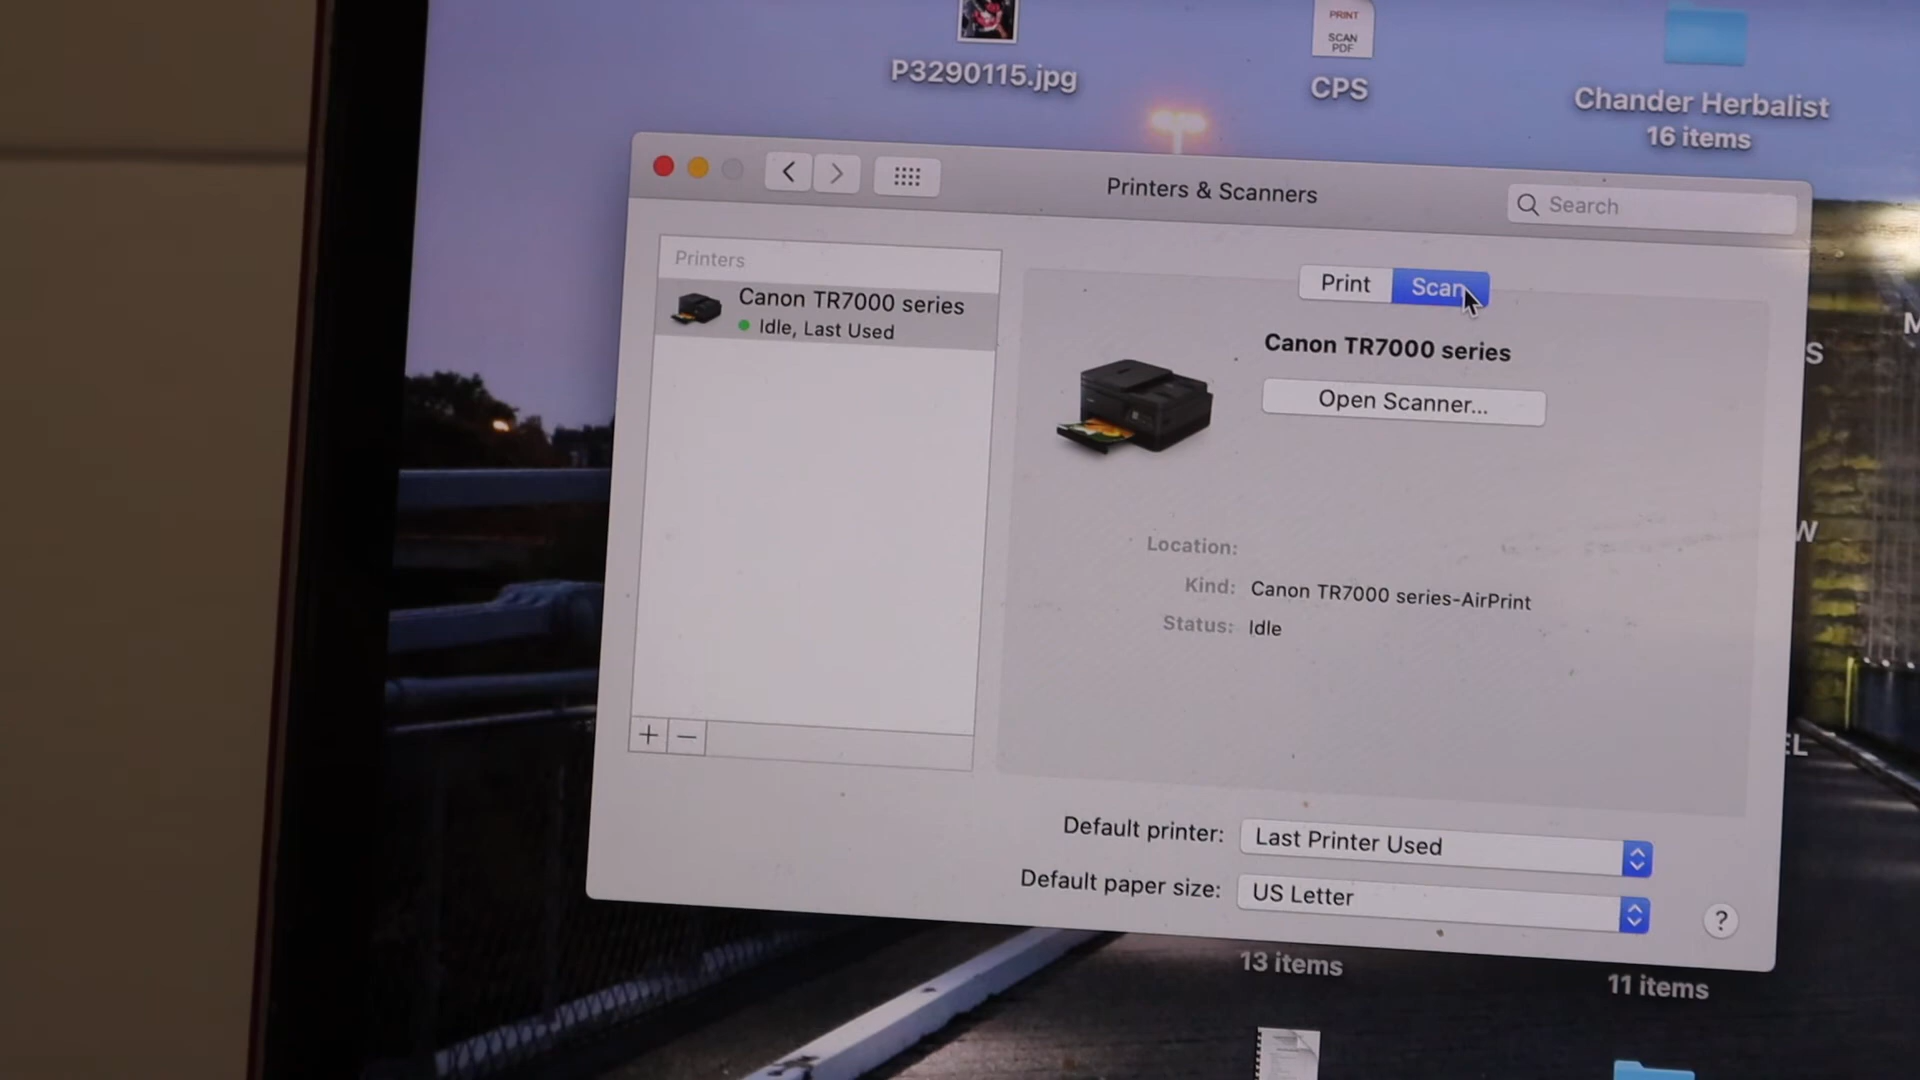 P3290115.jpg
PRINT
SCAN
PDF
CPS
Chander Herbalist
16 items
Printers & Scanners
Search
Printers
Canon TR7000 series
Idle, Last Used
Print
Scan
Canon TR7000 series
Open Scanner...
Location:
Kind: Canon TR7000 series-AirPrint
Status: Idle
+
−
Default printer: Last Printer Used
Default paper size: US Letter
?
13 items
11 items